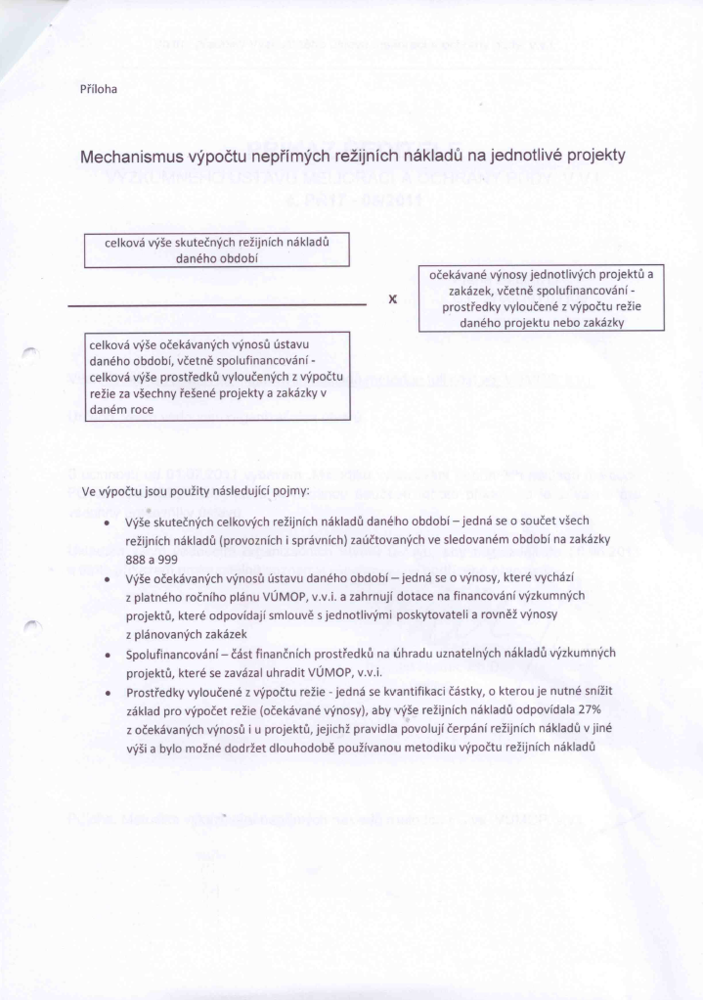 Příloha
Mechanismus výpočtu nepřímých režijních nákladů na jednotlivé projekty
celková výše skutečných režijních nákladů
daného období
x
očekávané výnosy jednotlivých projektů a
zakázek, včetně spolufinancování -
prostředky vyloučené z výpočtu režie
daného projektu nebo zakázky
celková výše očekávaných výnosů ústavu
daného období, včetně spolufinancování -
celková výše prostředků vyloučených z výpočtu
režie za všechny řešené projekty a zakázky v
daném roce
Ve výpočtu jsou použity následující pojmy:
• Výše skutečných celkových režijních nákladů daného období – jedná se o součet všech
režijních nákladů (provozních i správních) zaúčtovaných ve sledovaném období na zakázky
888 a 999
• Výše očekávaných výnosů ústavu daného období – jedná se o výnosy, které vychází
z platného ročního plánu VÚMOP, v.v.i. a zahrnují dotace na financování výzkumných
projektů, které odpovídají smlouvě s jednotlivými poskytovateli a rovněž výnosy
z plánovaných zakázek
• Spolufinancování – část finančních prostředků na úhradu uznatelných nákladů výzkumných
projektů, které se zavázal uhradit VÚMOP, v.v.i.
• Prostředky vyloučené z výpočtu režie - jedná se kvantifikaci částky, o kterou je nutné snížit
základ pro výpočet režie (očekávané výnosy), aby výše režijních nákladů odpovídala 27%
z očekávaných výnosů i u projektů, jejichž pravidla povolují čerpání režijních nákladů v jiné
výši a bylo možné dodržet dlouhodobě používanou metodiku výpočtu režijních nákladů